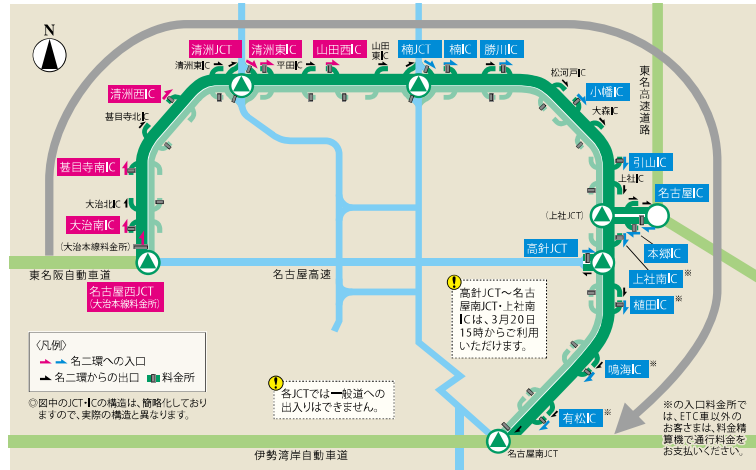 N
清洲JCT
清洲東IC
山田西IC
楠JCT
楠IC
勝川IC
清洲東IC
平田IC
山田
東IC
松河戸IC
小幡IC
大森IC
東名高速道路
清洲西IC
甚目寺北IC
甚目寺南IC
大治北IC
大治南IC
(大治本線料金所)
引山IC
上社IC
名古屋IC
(上社JCT)
本郷IC
高針JCT
上社南IC※
植田IC※
東名阪自動車道
名古屋西JCT
(大治本線料金所)
名古屋高速
高針JCT〜名古
屋南JCT・上社南
ICは、3月20日
15時からご利用
いただけます。
〈凡例〉
名二環への入口
名二環からの出口 料金所
◎図中のJCT・ICの構造は、簡略化しており
ますので、実際の構造と異なります。
各JCTでは一般道への
出入りはできません。
鳴海IC※
有松IC※
※の入口料金所で
は、ETC車以外の
お客さまは、料金精
算機で通行料金を
お支払いください。
伊勢湾岸自動車道
名古屋南JCT